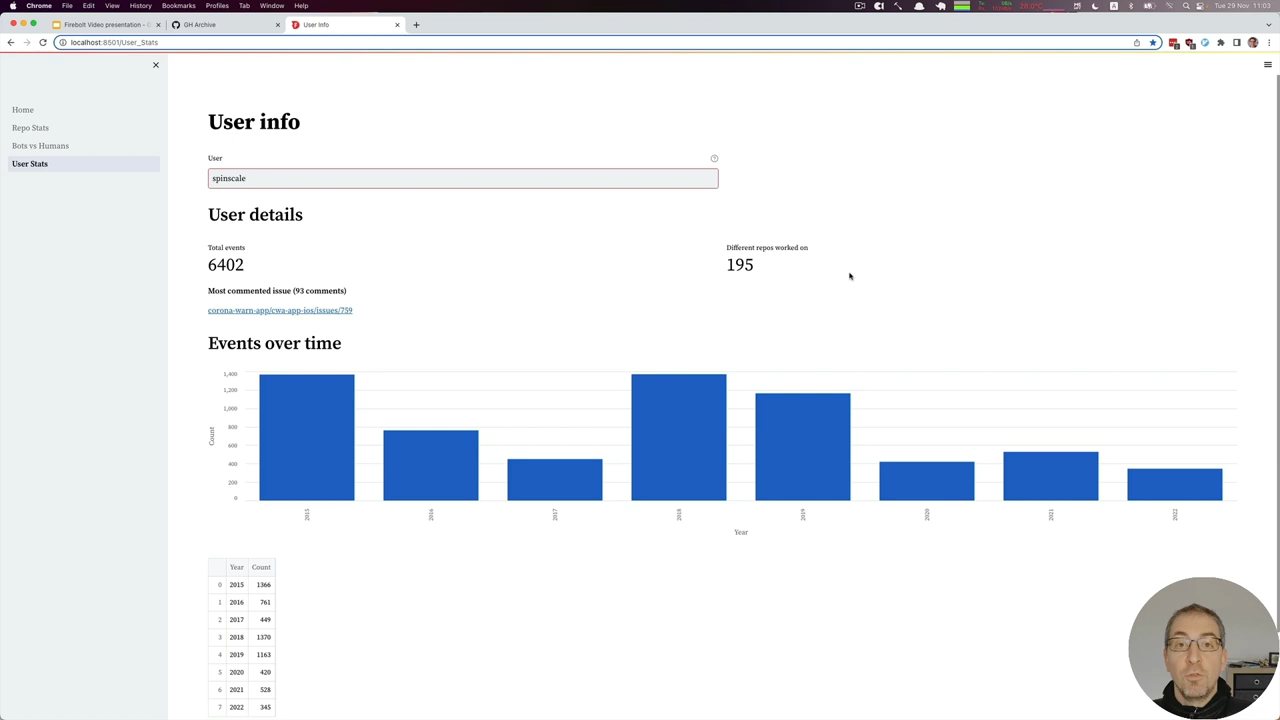 Chrome File Edit View History Bookmarks Profiles Tab Window Help Tue 29 Nov 11:03
Firebolt Video presentation - G
GH Archive
User Info
localhost:8501/User_Stats
Home
Repo Stats
Bots vs Humans
User Stats
User info
User
spinscale
User details
Total events
Different repos worked on
6402
195
Most commented issue (93 comments)
corona-warn-app/cwa-app-ios/issues/759
Events over time
1,400
1,200
1,000
800
600
400
200
0
Count
2015 2016 2017 2018 2019 2020 2021 2022
Year
Year Count
0 2015 1366
1 2016 761
2 2017 449
3 2018 1370
4 2019 1163
5 2020 420
6 2021 528
7 2022 345